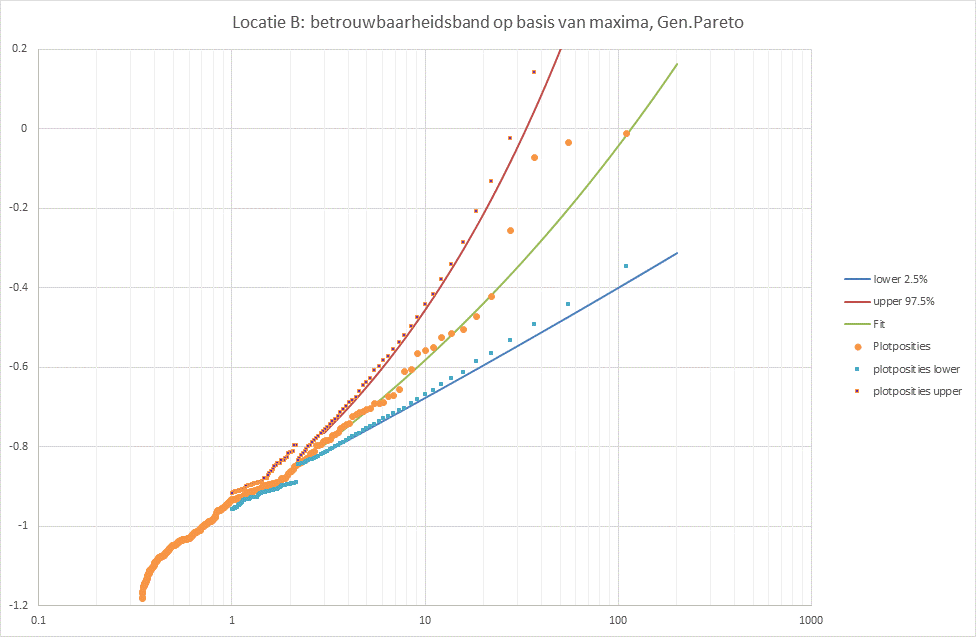 Locatie B: betrouwbaarheidsband op basis van maxima, Gen.Pareto
0.2
0
-0.2
-0.4
-0.6
-0.8
-1
-1.2
0.1
1
10
100
1000
lower 2.5%
upper 97.5%
Fit
Plotposities
plotposities lower
plotposities upper